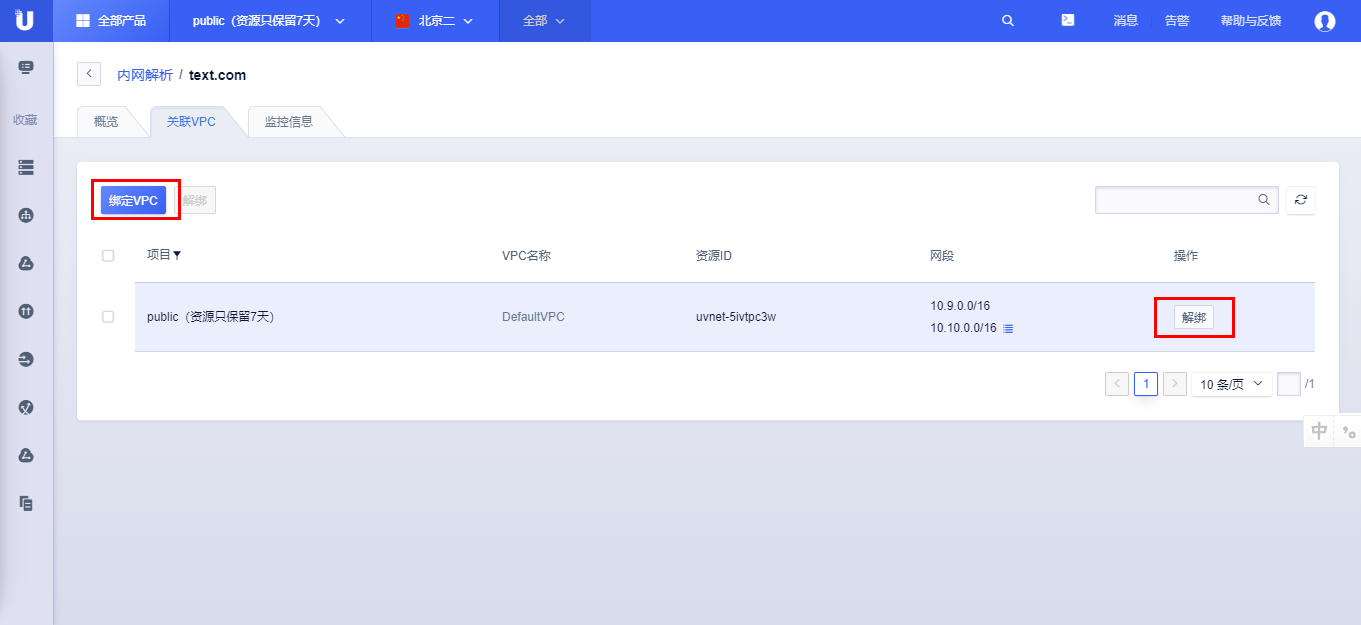 全部产品
public（资源只保留7天）
北京二
全部
消息
告警
帮助与反馈
收藏
内网解析 / text.com
概览
关联VPC
监控信息
绑定VPC
解绑
项目
VPC名称
资源ID
网段
操作
public（资源只保留7天）
DefaultVPC
uvnet-5ivtpc3w
10.9.0.0/16
10.10.0.0/16
解绑
1
10 条/页
/1
中